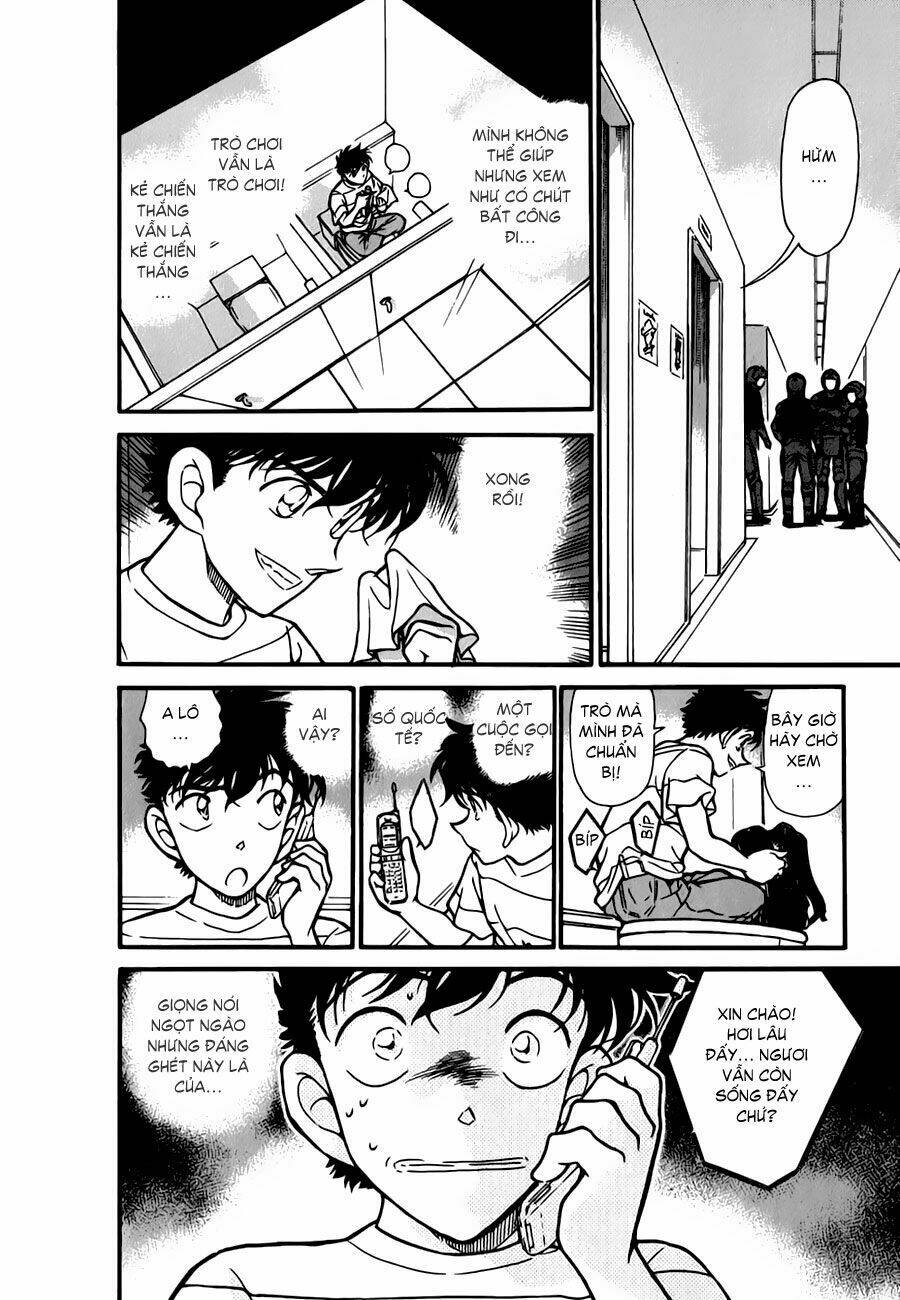 HỪM
...
MÌNH KHÔNG
THỂ GIÚP
NHƯNG XEM
NHƯ CÓ CHÚT
BẤT CÔNG
ĐI...
TRÒ CHƠI
VẪN LÀ
TRÒ CHƠI!
KẺ CHIẾN
THẮNG
VẪN LÀ
KẺ CHIẾN
THẮNG
...
XONG
RỒI!
BÂY GIỜ
HÃY CHỜ
XEM
...
TRÒ MÀ
MÌNH ĐÃ
CHUẨN
BỊ!
BÍP
BÍP
MỘT
CUỘC GỌI
ĐẾN?
SỐ QUỐC
TẾ?
AI
VẬY?
A LÔ
...
XIN CHÀO!
HƠI LÂU
ĐẤY... NGƯƠI
VẪN CÒN
SỐNG ĐẤY
CHỨ?
GIỌNG NÓI
NGỌT NGÀO
NHƯNG ĐÁNG
GHÉT NÀY LÀ
CỦA...